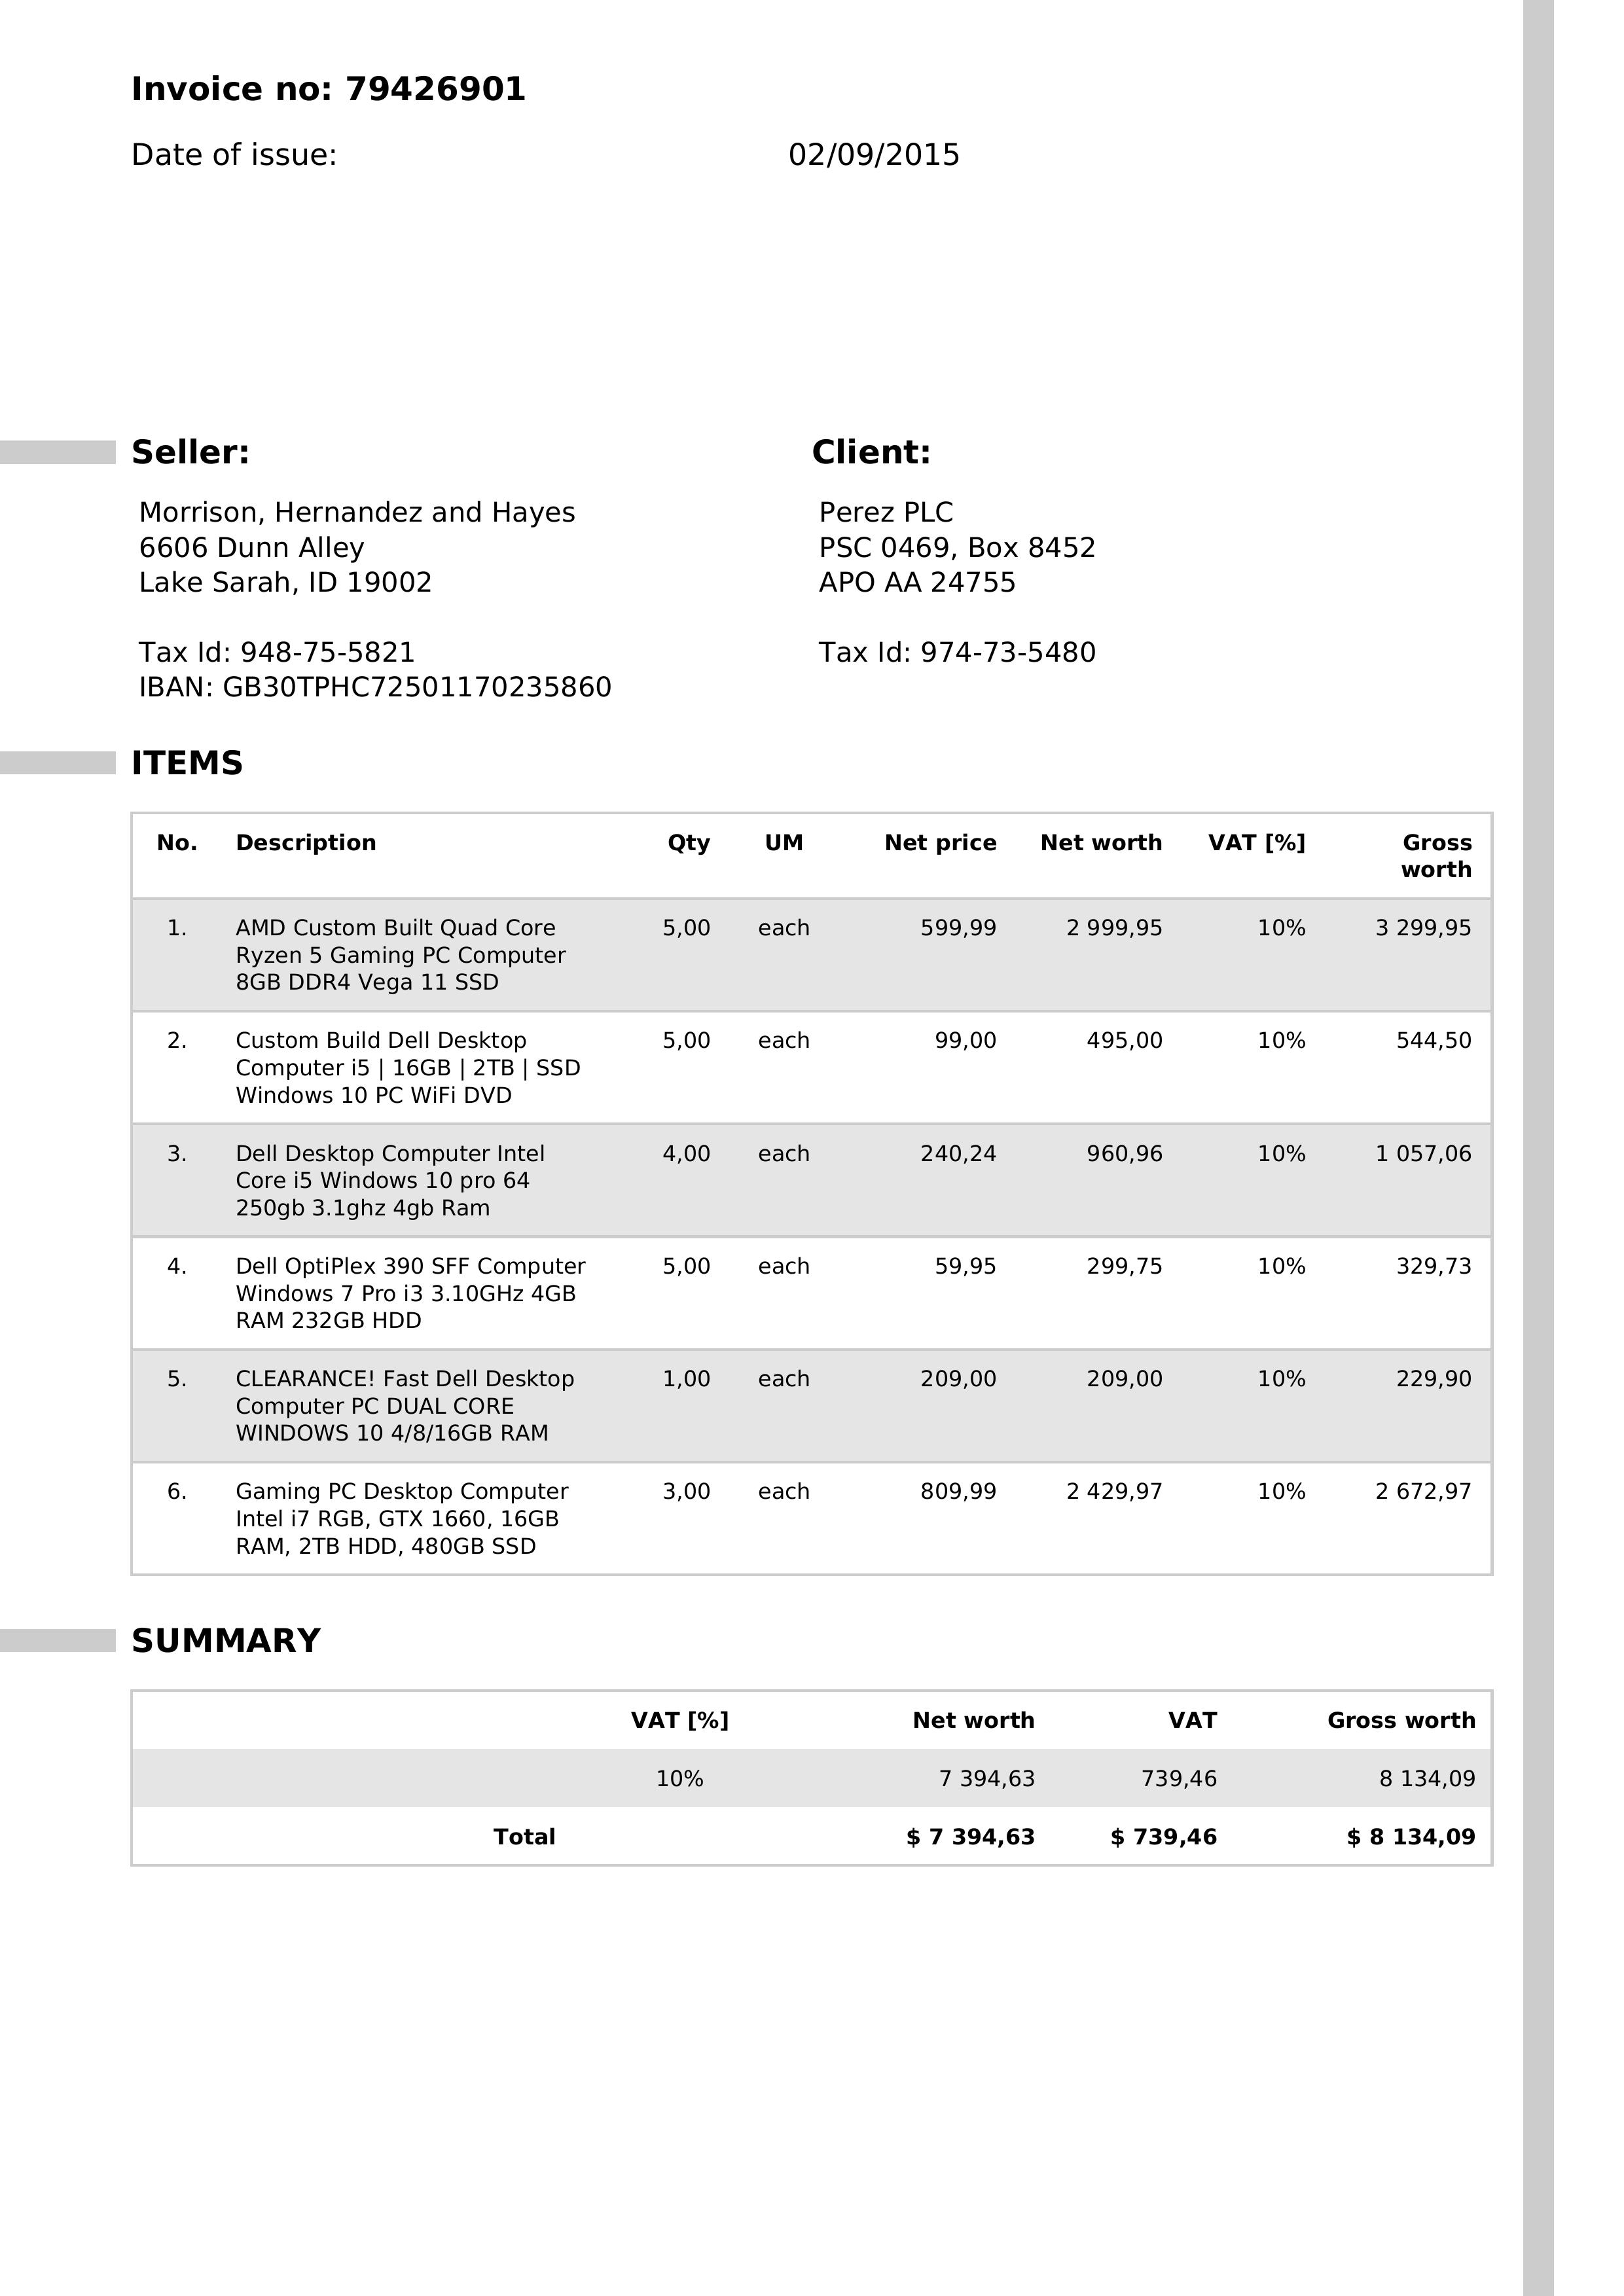 Invoice no: 79426901
Date of issue: 02/09/2015
Seller:
Morrison, Hernandez and Hayes
6606 Dunn Alley
Lake Sarah, ID 19002
Tax Id: 948-75-5821
IBAN: GB30TPHC72501170235860
Client:
Perez PLC
PSC 0469, Box 8452
APO AA 24755
Tax Id: 974-73-5480
ITEMS
No. Description Qty UM Net price Net worth VAT [%] Gross
worth
1. AMD Custom Built Quad Core 5,00 each 599,99 2 999,95 10% 3 299,95
Ryzen 5 Gaming PC Computer
8GB DDR4 Vega 11 SSD
2. Custom Build Dell Desktop 5,00 each 99,00 495,00 10% 544,50
Computer i5 | 16GB | 2TB | SSD
Windows 10 PC WiFi DVD
3. Dell Desktop Computer Intel 4,00 each 240,24 960,96 10% 1 057,06
Core i5 Windows 10 pro 64
250gb 3.1ghz 4gb Ram
4. Dell OptiPlex 390 SFF Computer 5,00 each 59,95 299,75 10% 329,73
Windows 7 Pro i3 3.10GHz 4GB
RAM 232GB HDD
5. CLEARANCE! Fast Dell Desktop 1,00 each 209,00 209,00 10% 229,90
Computer PC DUAL CORE
WINDOWS 10 4/8/16GB RAM
6. Gaming PC Desktop Computer 3,00 each 809,99 2 429,97 10% 2 672,97
Intel i7 RGB, GTX 1660, 16GB
RAM, 2TB HDD, 480GB SSD
SUMMARY
VAT [%] Net worth VAT Gross worth
10% 7 394,63 739,46 8 134,09
Total $ 7 394,63 $ 739,46 $ 8 134,09